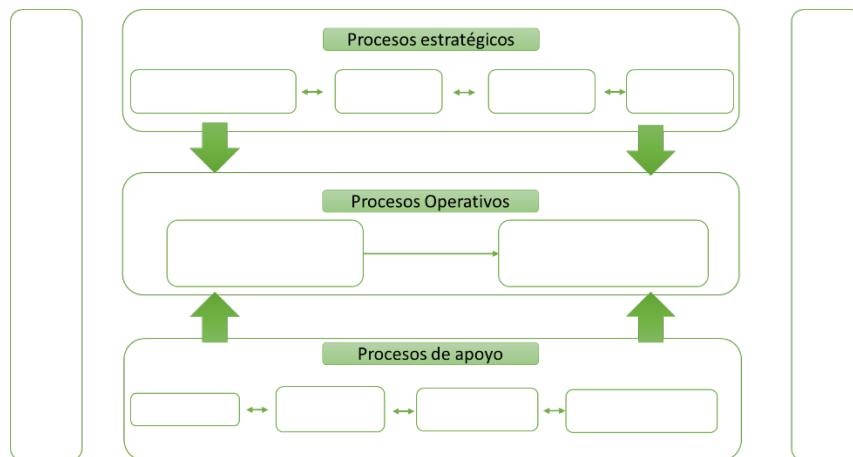 Procesos estratégicos
Procesos Operativos
Procesos de apoyo